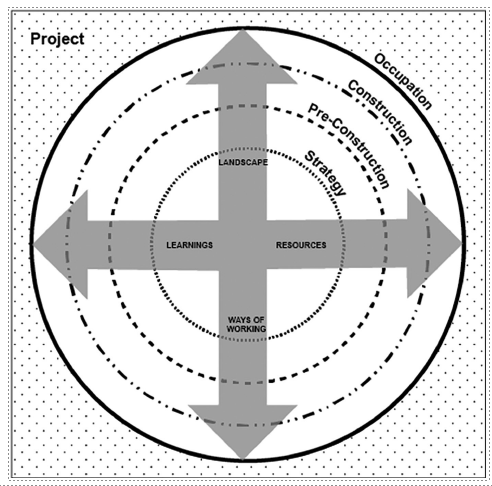 Project
Occupation
Construction
Pre-Construction
Strategy
LANDSCAPE
LEARNINGS
RESOURCES
WAYS OF
WORKING